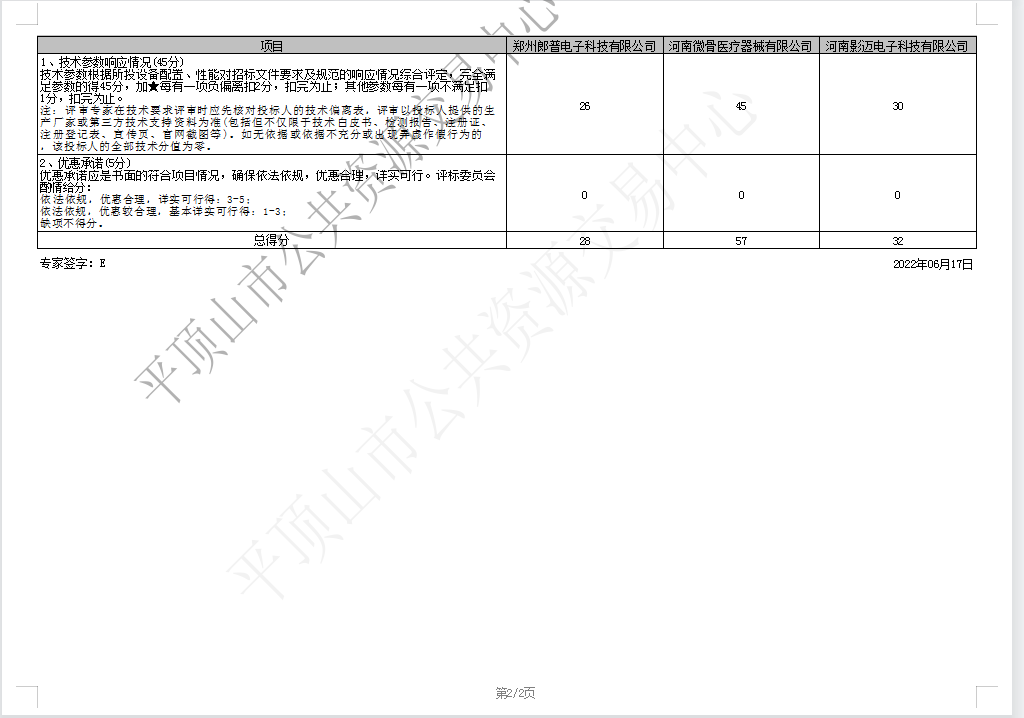 项目 郑州郎普电子科技有限公司 河南微骨医疗器械有限公司 河南影迈电子科技有限公司
1、技术参数响应情况(45分)
技术参数根据所投设备配置、性能对招标文件要求及规范的响应情况综合评定，完全满
足参数的得45分，加★每有一项负偏离扣2分，扣完为止；其他参数每有一项不满足扣
1分，扣完为止。
注：评审专家在技术要求评审时应先核对投标人的技术偏离表，评审以投标人提供的生
产厂家或第三方技术支持资料为准(包括但不仅限于技术白皮书、检测报告、注册证、
注册登记表、宣传页、官网截图等)。如无依据或依据不充分或出现弄虚作假行为的
，该投标人的全部技术分值为零。
26 45 30
2、优惠承诺(5分)
优惠承诺应是书面的符合项目情况，确保依法依规，优惠合理，详实可行。评标委员会
酌情给分：
依法依规，优惠合理，详实可行得：3-5；
依法依规，优惠较合理，基本详实可行得：1-3；
缺项不得分。
0 0 0
总得分 28 57 32
专家签字：E 2022年06月17日
平顶山市公共资源交易中心
平顶山市公共资源交易中心
第2/2页